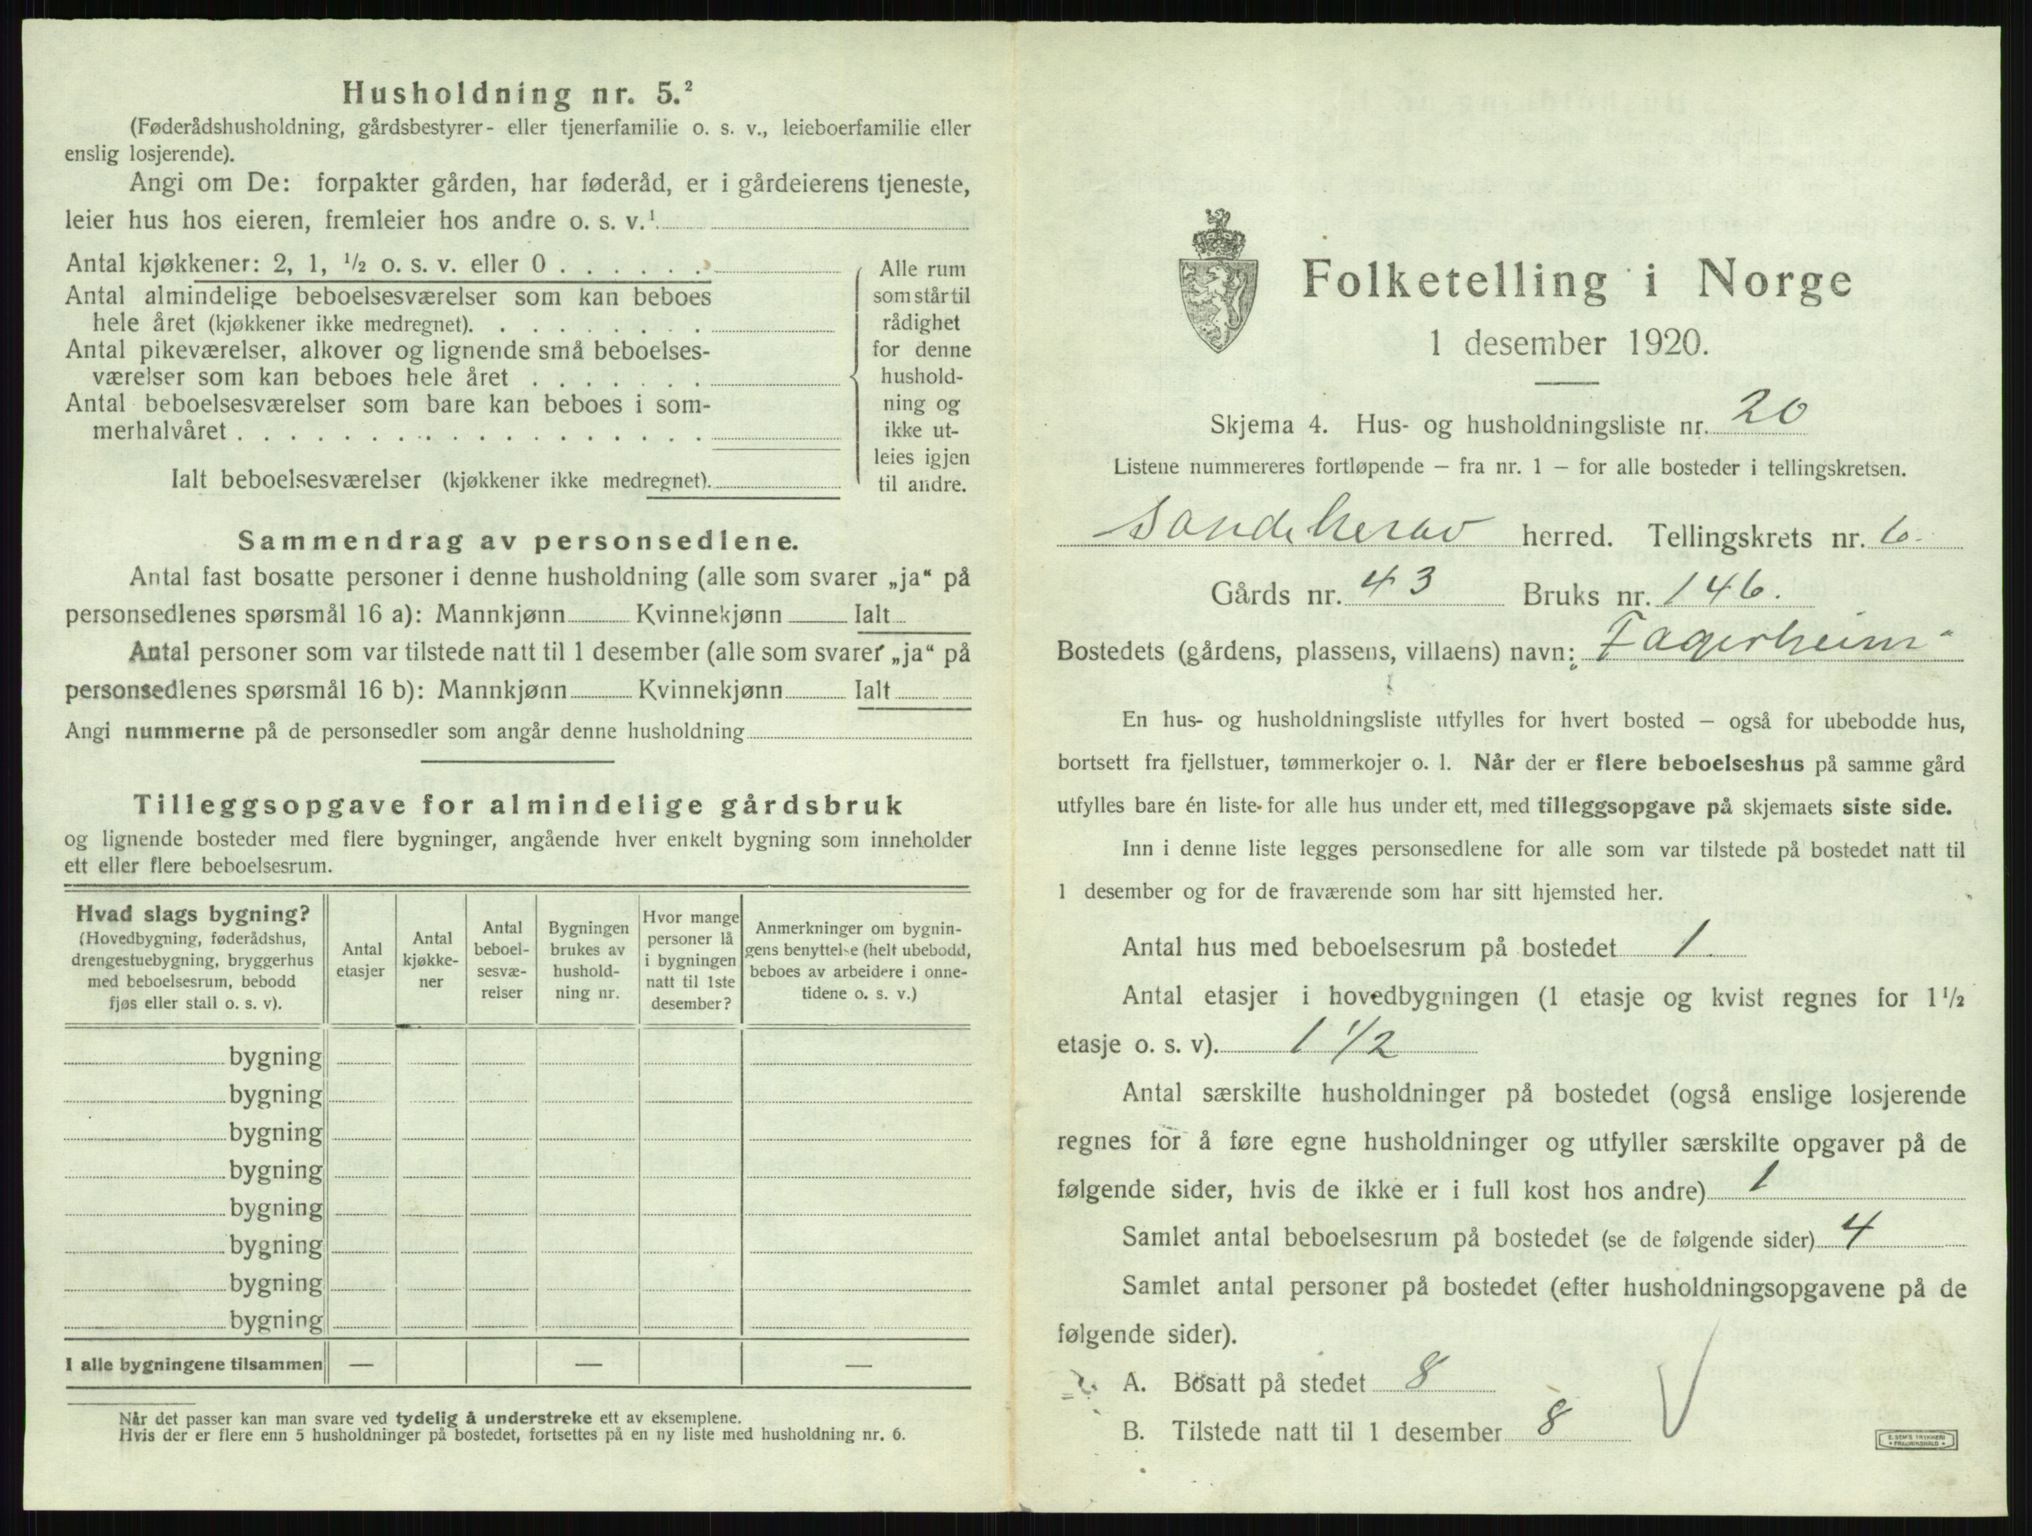 Husholdning nr. 5.²
(Føderådshusholdning, gårdsbestyrer- eller tjenerfamilie o. s. v., leieboerfamilie eller
enslig losjerende).
Angi om De: forpakter gården, har føderåd, er i gårdeierens tjeneste,
leier hus hos eieren, fremleier hos andre o. s. v.¹
Antal kjøkkener: 2, 1, ½ o. s. v. eller 0 . . . . . .
Antal almindelige beboelsesværelser som kan beboes
hele året (kjøkkener ikke medregnet). . . . . . . . .
Antal pikeværelser, alkover og lignende små beboelses-
værelser som kan beboes hele året . . . . . . .
Antal beboelsesværelser som bare kan beboes i som-
merhalvåret . . . . . . . . . . . . . . . . . .
Ialt beboelsesværelser (kjøkkener ikke medregnet).
Alle rum
som står til
rådighet
for denne
hushold-
ning og
ikke ut-
leies igjen
til andre.
Sammendrag av personsedlene.
Antal fast bosatte personer i denne husholdning (alle som svarer „ja“ på
personsedlenes spørsmål 16 a): Mannkjønn Kvinnekjønn Ialt
Antal personer som var tilstede natt til 1 desember (alle som svarer „ja“ på
personsedlenes spørsmål 16 b): Mannkjønn Kvinnekjønn Ialt
Angi nummerne på de personsedler som angår denne husholdning
Tilleggsopgave for almindelige gårdsbruk
og lignende bosteder med flere bygninger, angående hver enkelt bygning som inneholder
ett eller flere beboelsesrum.
Hvad slags bygning?
(Hovedbygning, føderådshus,
drengestuebygning, bryggerhus
med beboelsesrum, bebodd
fjøs eller stall o. s. v).
Antal
etasjer
Antal
kjøkke-
ner
Antal
beboel-
sesvæ-
relser
Bygningen
brukes av
hushold-
ning nr.
Hvor mange
personer lå
i bygningen
natt til 1ste
desember?
Anmerkninger om bygnin-
gens benyttelse (helt ubebodd,
beboes av arbeidere i onne-
tidene o. s. v.)
bygning
bygning
bygning
bygning
bygning
bygning
bygning
bygning
I alle bygningene tilsammen — — —
Når det passer kan man svare ved tydelig å understreke ett av eksemplene.
Hvis der er flere enn 5 husholdninger på bostedet, fortsettes på en ny liste med husholdning nr. 6.
Folketelling i Norge
1 desember 1920.
Skjema 4. Hus- og husholdningsliste nr. 20
Listene nummereres fortløpende – fra nr. 1 – for alle bosteder i tellingskretsen.
Sandeherav herred. Tellingskrets nr. 6.
Gårds nr. 43 Bruks nr. 146.
Bostedets (gårdens, plassens, villaens) navn: Fagerheim
En hus- og husholdningsliste utfylles for hvert bosted – også for ubebodde hus,
bortsett fra fjellstuer, tømmerkojer o. l. Når der er flere beboelseshus på samme gård
utfylles bare én liste for alle hus under ett, med tilleggsopgave på skjemaets siste side.
Inn i denne liste legges personsedlene for alle som var tilstede på bostedet natt til
1 desember og for de fraværende som har sitt hjemsted her.
Antal hus med beboelsesrum på bostedet 1
Antal etasjer i hovedbygningen (1 etasje og kvist regnes for 1½
etasje o. s. v). 1 1/2
Antal særskilte husholdninger på bostedet (også enslige losjerende
regnes for å føre egne husholdninger og utfyller særskilte opgaver på de
følgende sider, hvis de ikke er i full kost hos andre) 1
Samlet antal beboelsesrum på bostedet (se de følgende sider) 4
Samlet antal personer på bostedet (efter husholdningsopgavene på de
følgende sider).
A. Bosatt på stedet 8
B. Tilstede natt til 1 desember 8
E. SEM'S TRYKKERI
FREDRIKSHALD